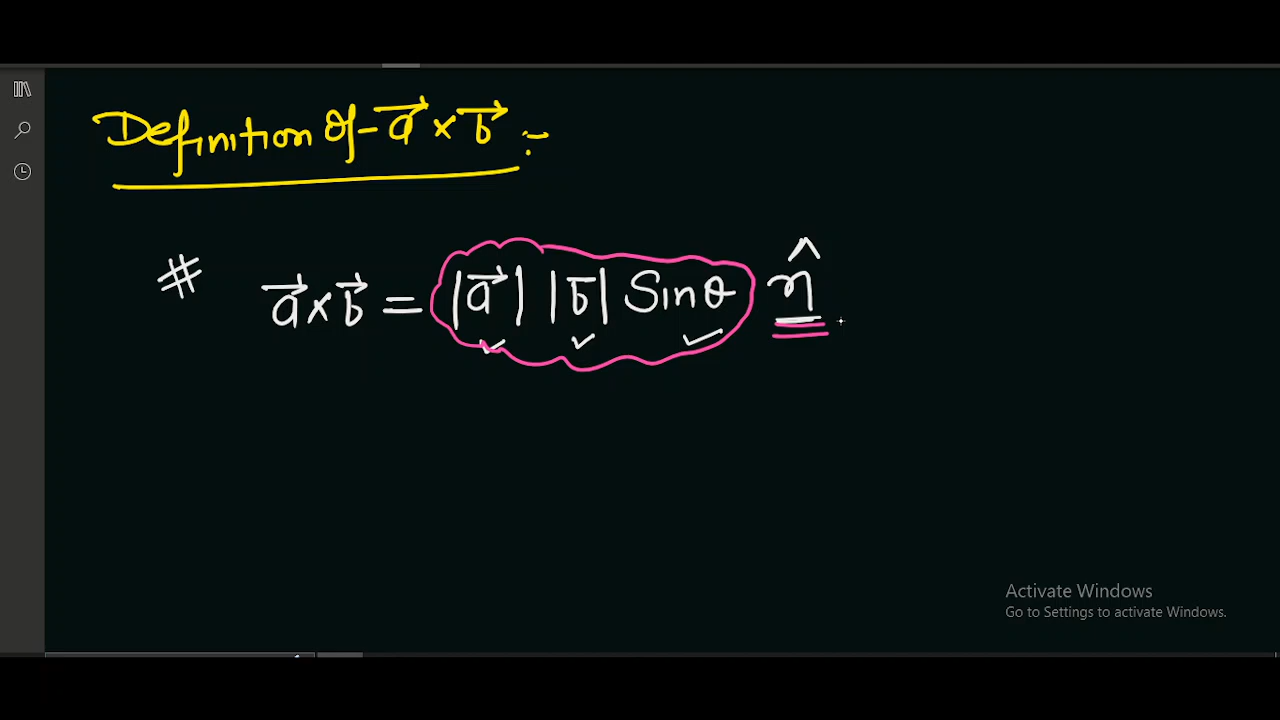 Definition Of - a⃗ × b⃗ :-
# a⃗ × b⃗ = |a⃗| |b⃗| Sinθ n̂
Activate Windows
Go to Settings to activate Windows.